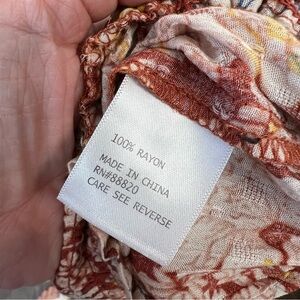 100% RAYON
MADE IN CHINA
RN#88820
CARE SEE REVERSE